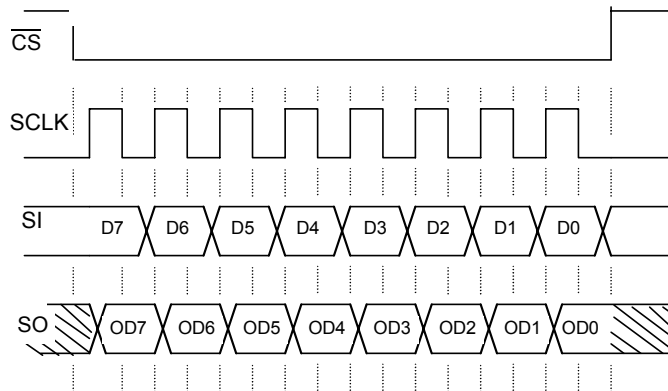 C̅S̅
SCLK
SI D7 D6 D5 D4 D3 D2 D1 D0
SO OD7 OD6 OD5 OD4 OD3 OD2 OD1 OD0